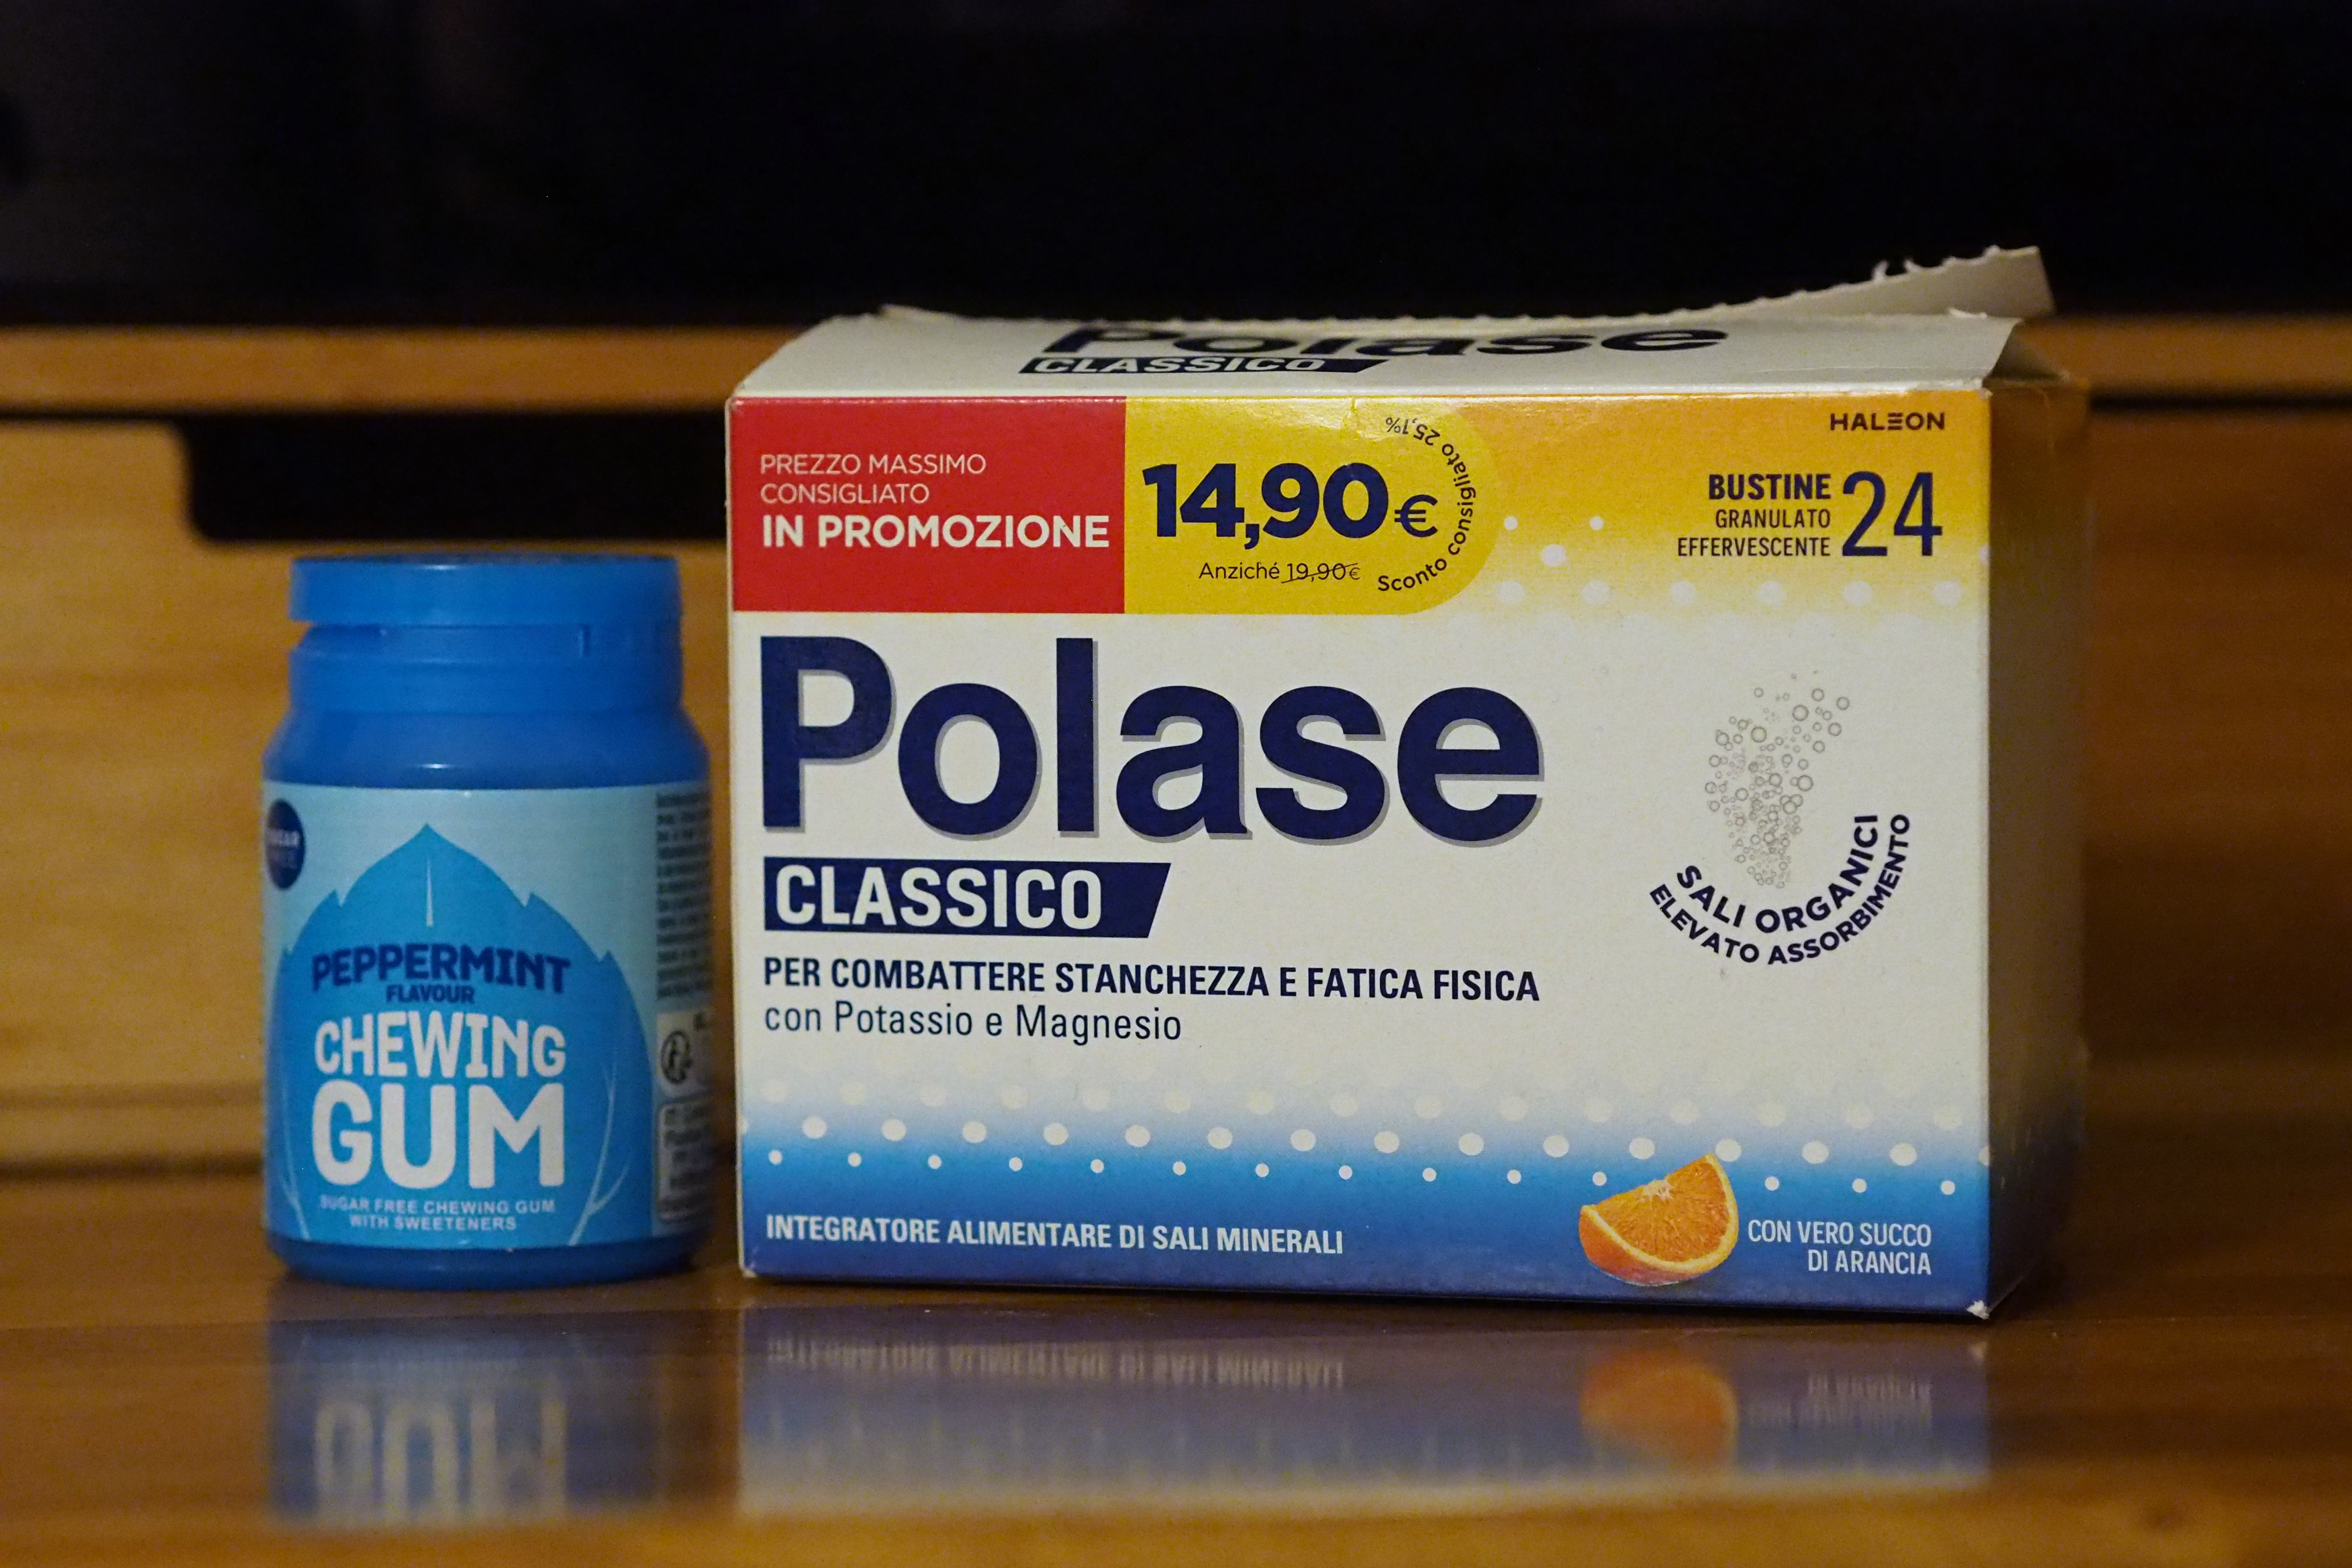 SUGAR
FREE
PEPPERMINT
FLAVOUR
CHEWING
GUM
SUGAR FREE CHEWING GUM
WITH SWEETENERS
Polase
CLASSICO
PREZZO MASSIMO
CONSIGLIATO
IN PROMOZIONE
14,90€
Anziché 19,90€
Sconto consigliato 25,1%
HALEON
BUSTINE
GRANULATO
EFFERVESCENTE
24
Polase
CLASSICO
PER COMBATTERE STANCHEZZA E FATICA FISICA
con Potassio e Magnesio
SALI ORGANICI
ELEVATO ASSORBIMENTO
INTEGRATORE ALIMENTARE DI SALI MINERALI
CON VERO SUCCO
DI ARANCIA